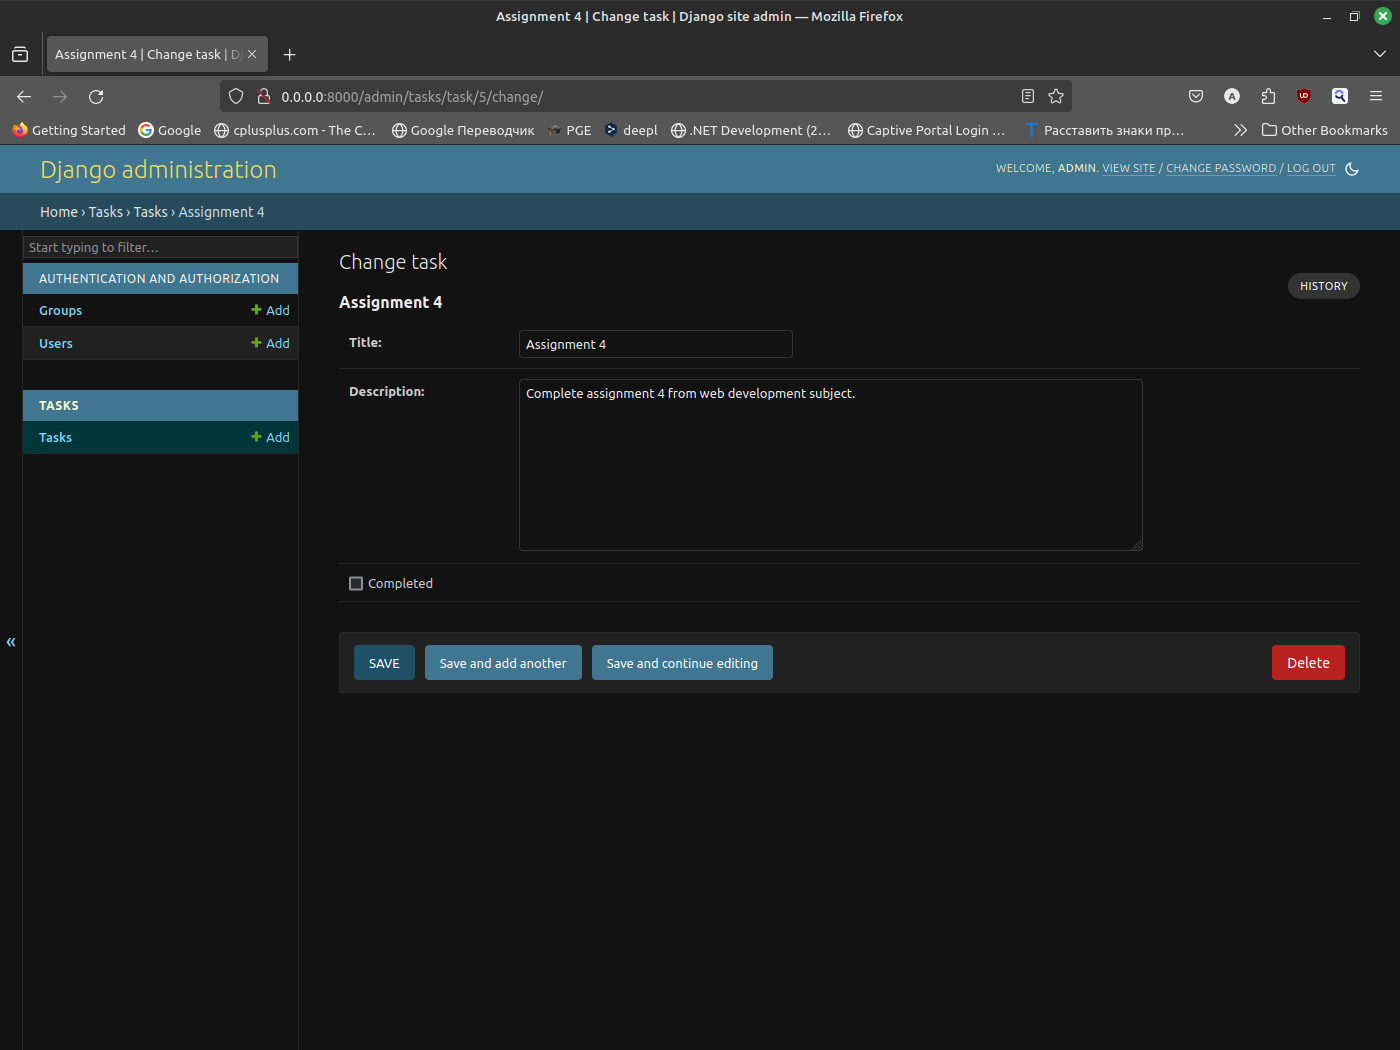 Assignment 4 | Change task | Django site admin — Mozilla Firefox
Assignment 4 | Change task | Dj
0.0.0.0:8000/admin/tasks/task/5/change/
Getting Started Google cplusplus.com - The C… Google Переводчик PGE deepl .NET Development (2… Captive Portal Login … Расставить знаки пр… Other Bookmarks
Django administration
WELCOME, ADMIN. VIEW SITE / CHANGE PASSWORD / LOG OUT
Home › Tasks › Tasks › Assignment 4
Start typing to filter…
AUTHENTICATION AND AUTHORIZATION
Groups Add
Users Add
TASKS
Tasks Add
«
Change task
HISTORY
Assignment 4
Title: Assignment 4
Description: Complete assignment 4 from web development subject.
Completed
SAVE Save and add another Save and continue editing Delete